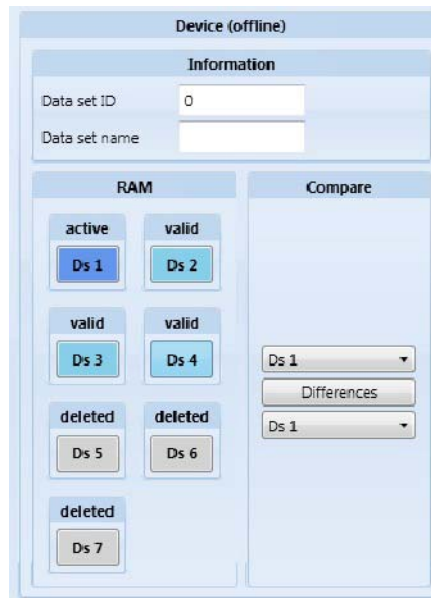 Device (offline)
Information
Data set ID 0
Data set name
RAM
active valid
Ds 1 Ds 2
valid valid
Ds 3 Ds 4
deleted deleted
Ds 5 Ds 6
deleted
Ds 7
Compare
Ds 1
Differences
Ds 1